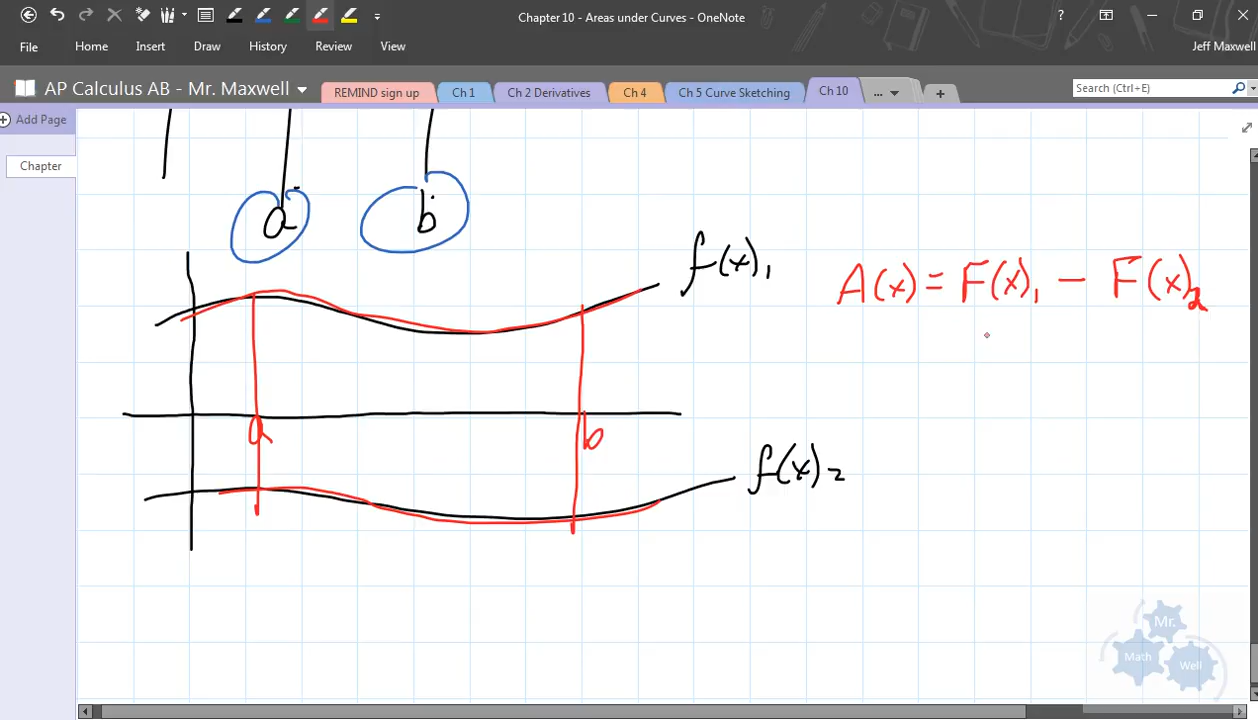 Chapter 10 - Areas under Curves - OneNote
?
File Home Insert Draw History Review View
Jeff Maxwell
AP Calculus AB - Mr. Maxwell
REMIND sign up
Ch 1
Ch 2 Derivatives
Ch 4
Ch 5 Curve Sketching
Ch 10
...
Search (Ctrl+E)
Add Page
Chapter
a
b
f(x)₁
A(x) = F(x)₁ - F(x)₂
a
b
f(x)₂
Mr.
Math
Well